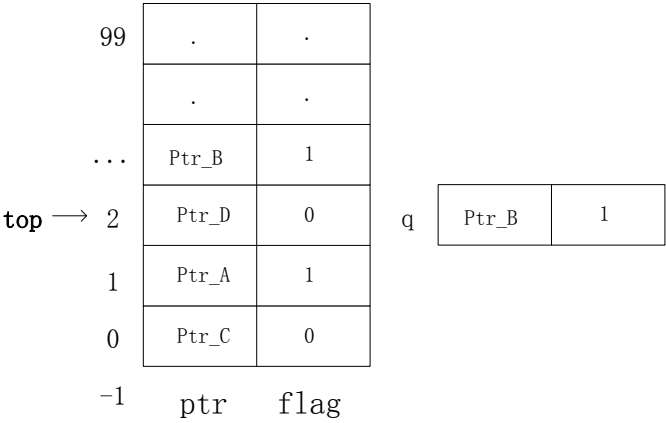 99 . .
. .
... Ptr_B 1
top 2 Ptr_D 0 q Ptr_B 1
1 Ptr_A 1
0 Ptr_C 0
-1 ptr flag